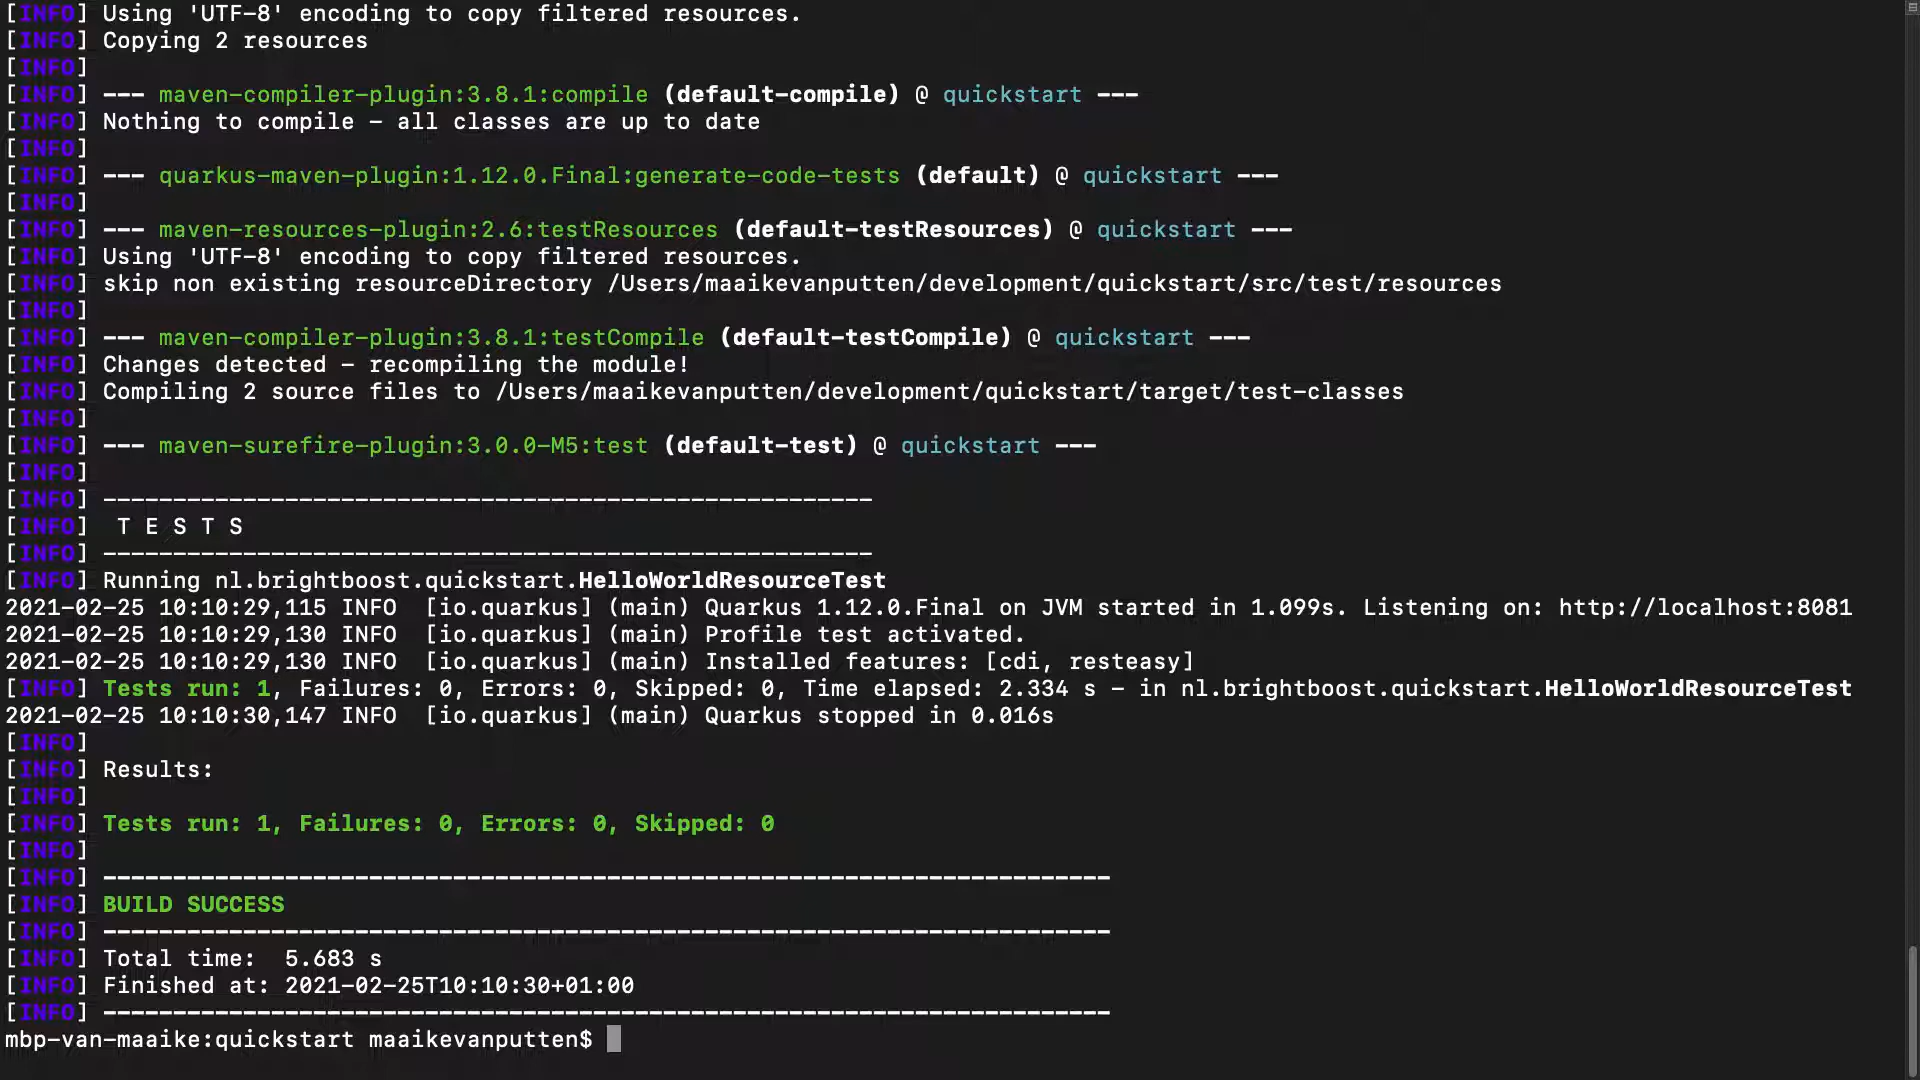 [INFO] Using 'UTF-8' encoding to copy filtered resources.
[INFO] Copying 2 resources
[INFO]
[INFO] --- maven-compiler-plugin:3.8.1:compile (default-compile) @ quickstart ---
[INFO] Nothing to compile - all classes are up to date
[INFO]
[INFO] --- quarkus-maven-plugin:1.12.0.Final:generate-code-tests (default) @ quickstart ---
[INFO]
[INFO] --- maven-resources-plugin:2.6:testResources (default-testResources) @ quickstart ---
[INFO] Using 'UTF-8' encoding to copy filtered resources.
[INFO] skip non existing resourceDirectory /Users/maaikevanputten/development/quickstart/src/test/resources
[INFO]
[INFO] --- maven-compiler-plugin:3.8.1:testCompile (default-testCompile) @ quickstart ---
[INFO] Changes detected - recompiling the module!
[INFO] Compiling 2 source files to /Users/maaikevanputten/development/quickstart/target/test-classes
[INFO]
[INFO] --- maven-surefire-plugin:3.0.0-M5:test (default-test) @ quickstart ---
[INFO]
[INFO] -------------------------------------------------------
[INFO]  T E S T S
[INFO] -------------------------------------------------------
[INFO] Running nl.brightboost.quickstart.HelloWorldResourceTest
2021-02-25 10:10:29,115 INFO  [io.quarkus] (main) Quarkus 1.12.0.Final on JVM started in 1.099s. Listening on: http://localhost:8081
2021-02-25 10:10:29,130 INFO  [io.quarkus] (main) Profile test activated.
2021-02-25 10:10:29,130 INFO  [io.quarkus] (main) Installed features: [cdi, resteasy]
[INFO] Tests run: 1, Failures: 0, Errors: 0, Skipped: 0, Time elapsed: 2.334 s - in nl.brightboost.quickstart.HelloWorldResourceTest
2021-02-25 10:10:30,147 INFO  [io.quarkus] (main) Quarkus stopped in 0.016s
[INFO]
[INFO] Results:
[INFO]
[INFO] Tests run: 1, Failures: 0, Errors: 0, Skipped: 0
[INFO]
[INFO] ------------------------------------------------------------------------
[INFO] BUILD SUCCESS
[INFO] ------------------------------------------------------------------------
[INFO] Total time:  5.683 s
[INFO] Finished at: 2021-02-25T10:10:30+01:00
[INFO] ------------------------------------------------------------------------
mbp-van-maaike:quickstart maaikevanputten$